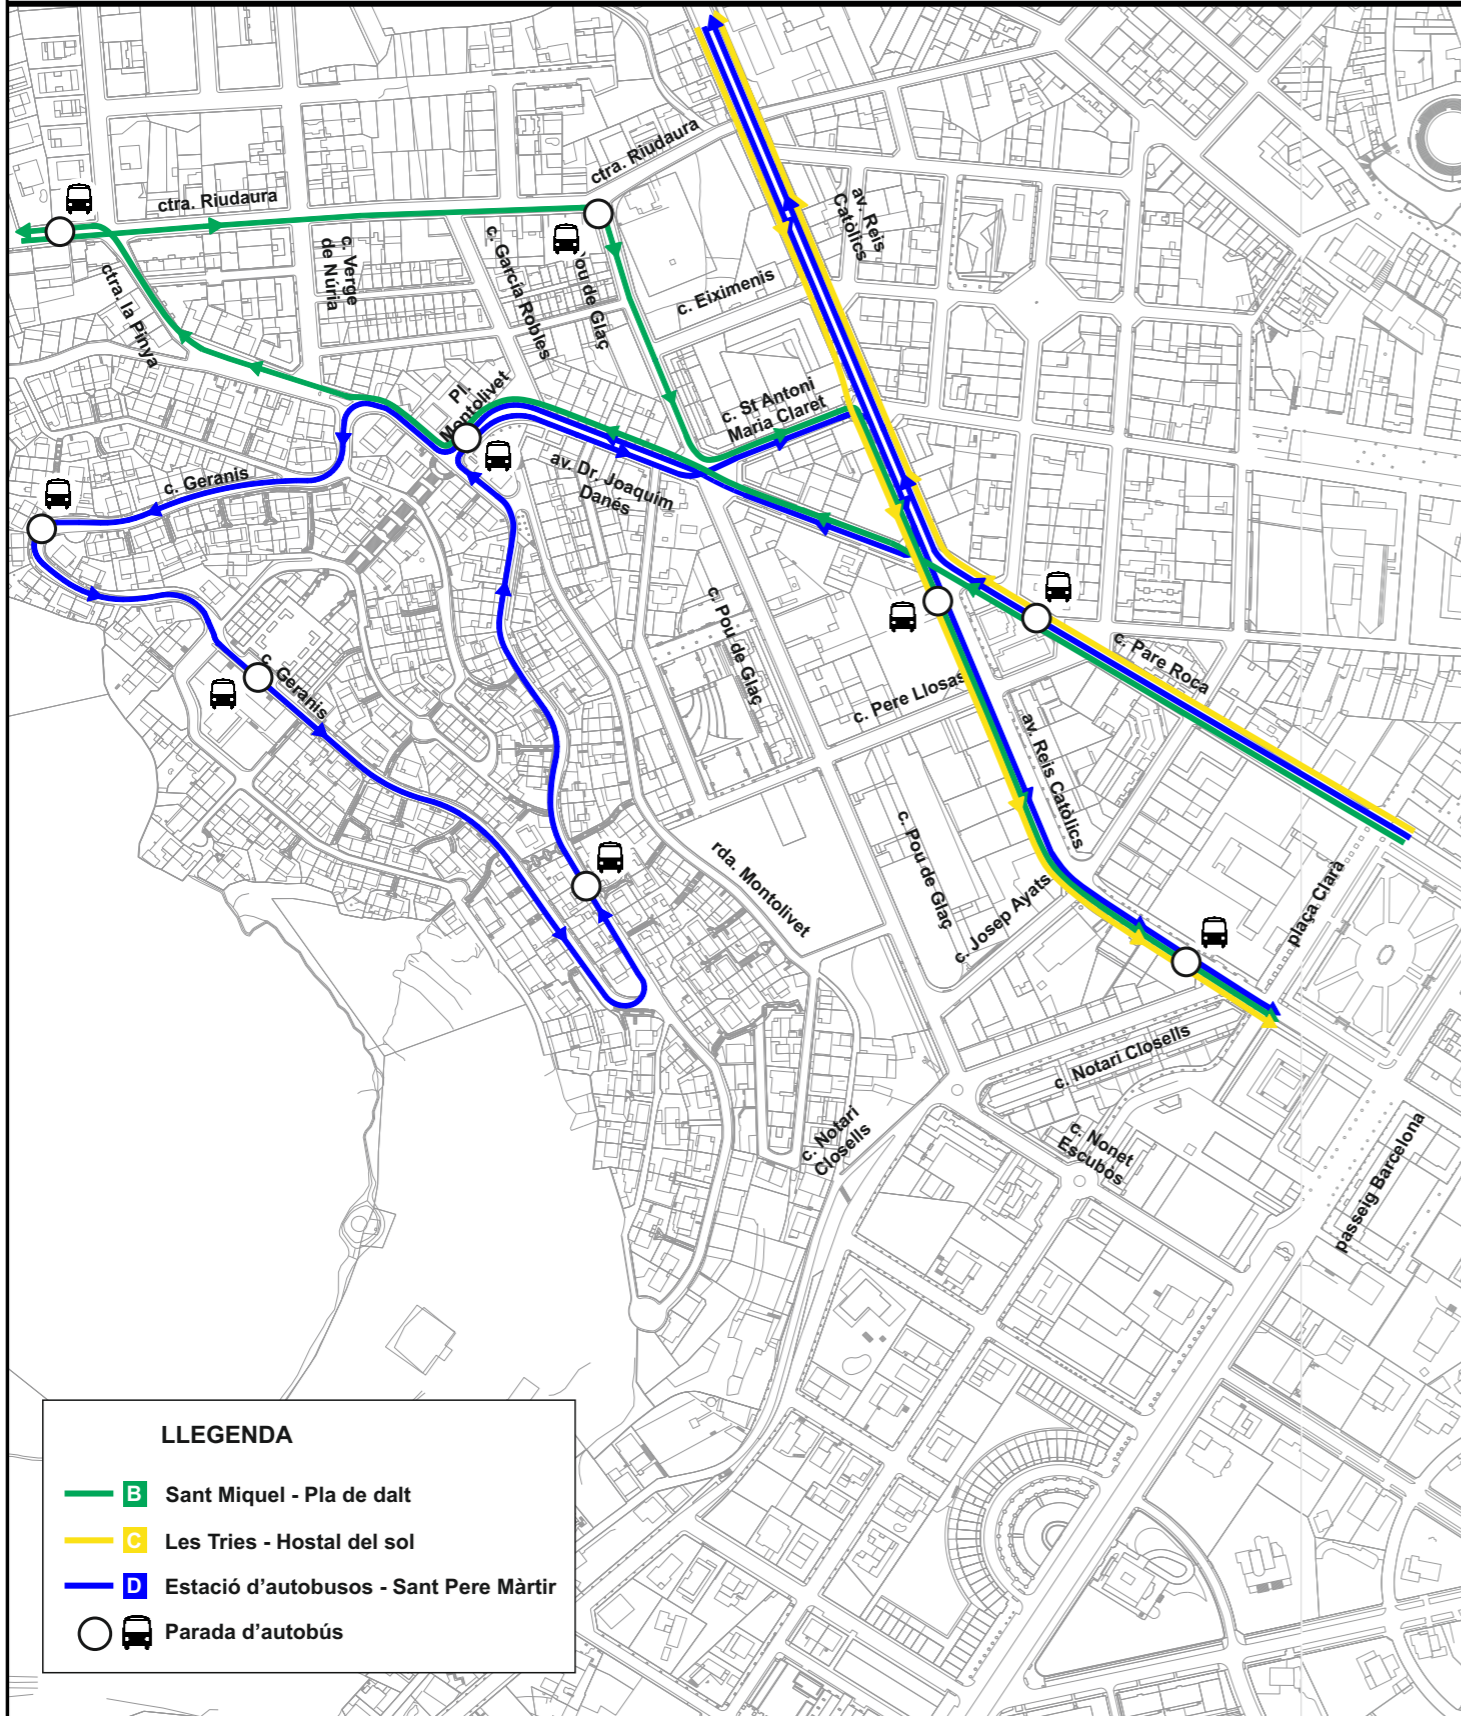 ctra. Riudaura
ctra. Riudaura
av. Reis
Catòlics
c. Verge
de Núria
c. García Robles
Pou de Glaç
c. Eiximenis
ctra. la Pinya
Pl.
Montolivet
c. St Antoni
Maria Claret
c. Geranis
av. Dr. Joaquim
Danés
c. Pou de Glaç
c. Pare Roca
c. Geranis
c. Pere Llosas
av. Reis Catòlics
c. Pou de Glaç
rda. Montolivet
c. Josep Ayats
plaça Clarà
c. Notari Closells
c. Notari
Closells
c. Nonet
Escubós
passeig Barcelona
LLEGENDA
B Sant Miquel - Pla de dalt
C Les Tries - Hostal del sol
D Estació d'autobusos - Sant Pere Màrtir
Parada d'autobús